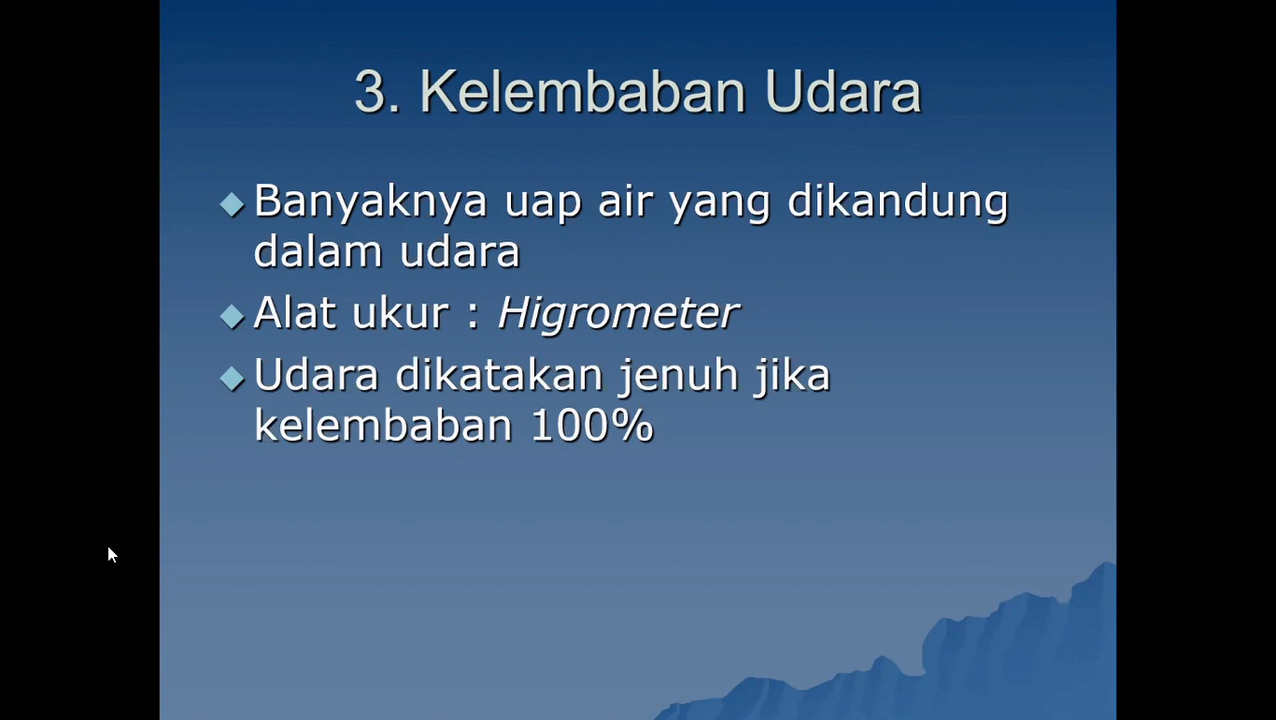 3. Kelembaban Udara
Banyaknya uap air yang dikandung
dalam udara
Alat ukur : Higrometer
Udara dikatakan jenuh jika
kelembaban 100%